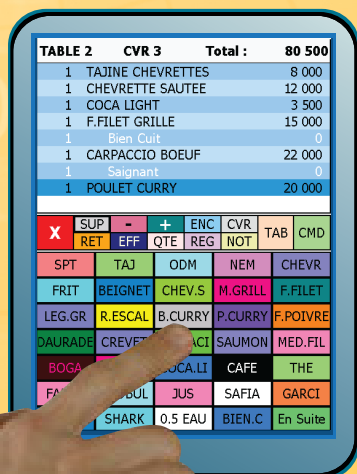 TABLE 2 CVR 3 Total : 80 500
1 TAJINE CHEVRETTES 8 000
1 CHEVRETTE SAUTEE 12 000
1 COCA LIGHT 3 500
1 F.FILET GRILLE 15 000
1 Bien Cuit 0
1 CARPACCIO BOEUF 22 000
1 Saignant 0
1 POULET CURRY 20 000
X SUP - + ENC CVR TAB CMD
RET EFF QTE REG NOT
SPT TAJ ODM NEM CHEVR
FRIT BEIGNET CHEV.S M.GRILL F.FILET
LEG.GR R.ESCAL B.CURRY P.CURRY F.POIVRE
DAURADE SAUMON MED.FIL
BOGA CAFE THE
JUS SAFIA GARCI
SHARK 0.5 EAU BIEN.C En Suite